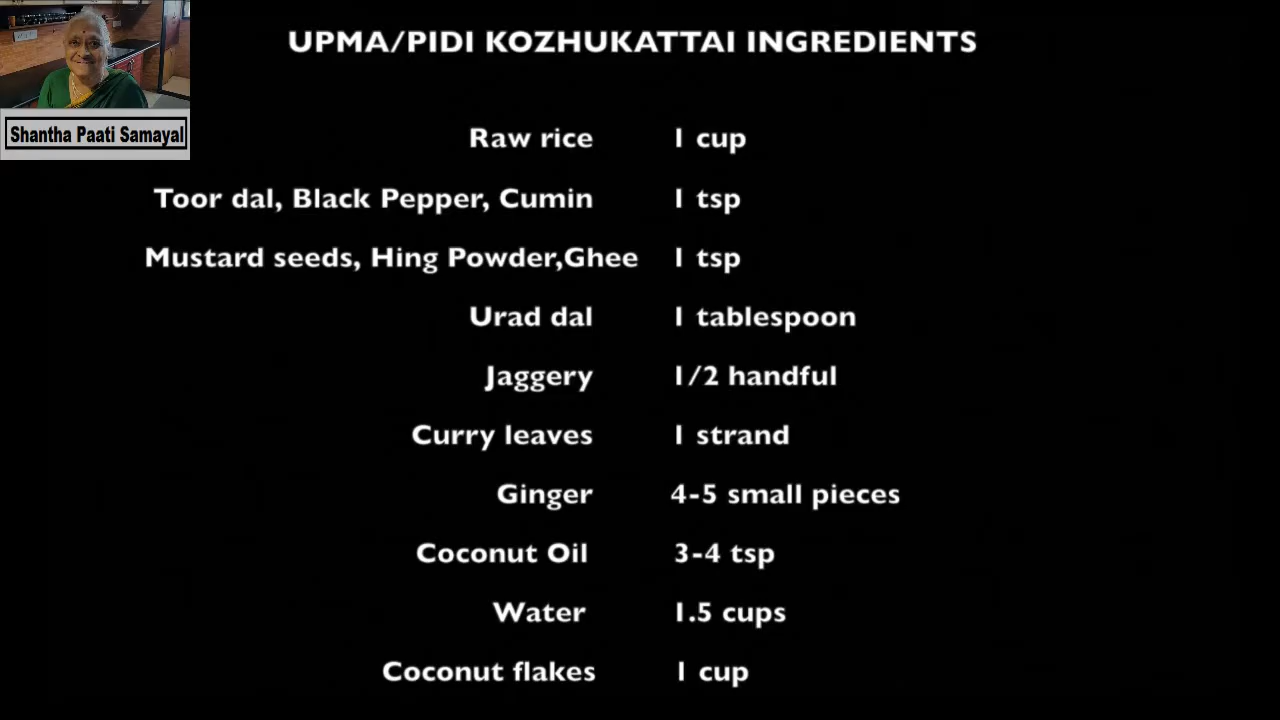 UPMA/PIDI KOZHUKATTAI INGREDIENTS
Shantha Paati Samayal
Raw rice 1 cup
Toor dal, Black Pepper, Cumin 1 tsp
Mustard seeds, Hing Powder,Ghee 1 tsp
Urad dal 1 tablespoon
Jaggery 1/2 handful
Curry leaves 1 strand
Ginger 4-5 small pieces
Coconut Oil 3-4 tsp
Water 1.5 cups
Coconut flakes 1 cup